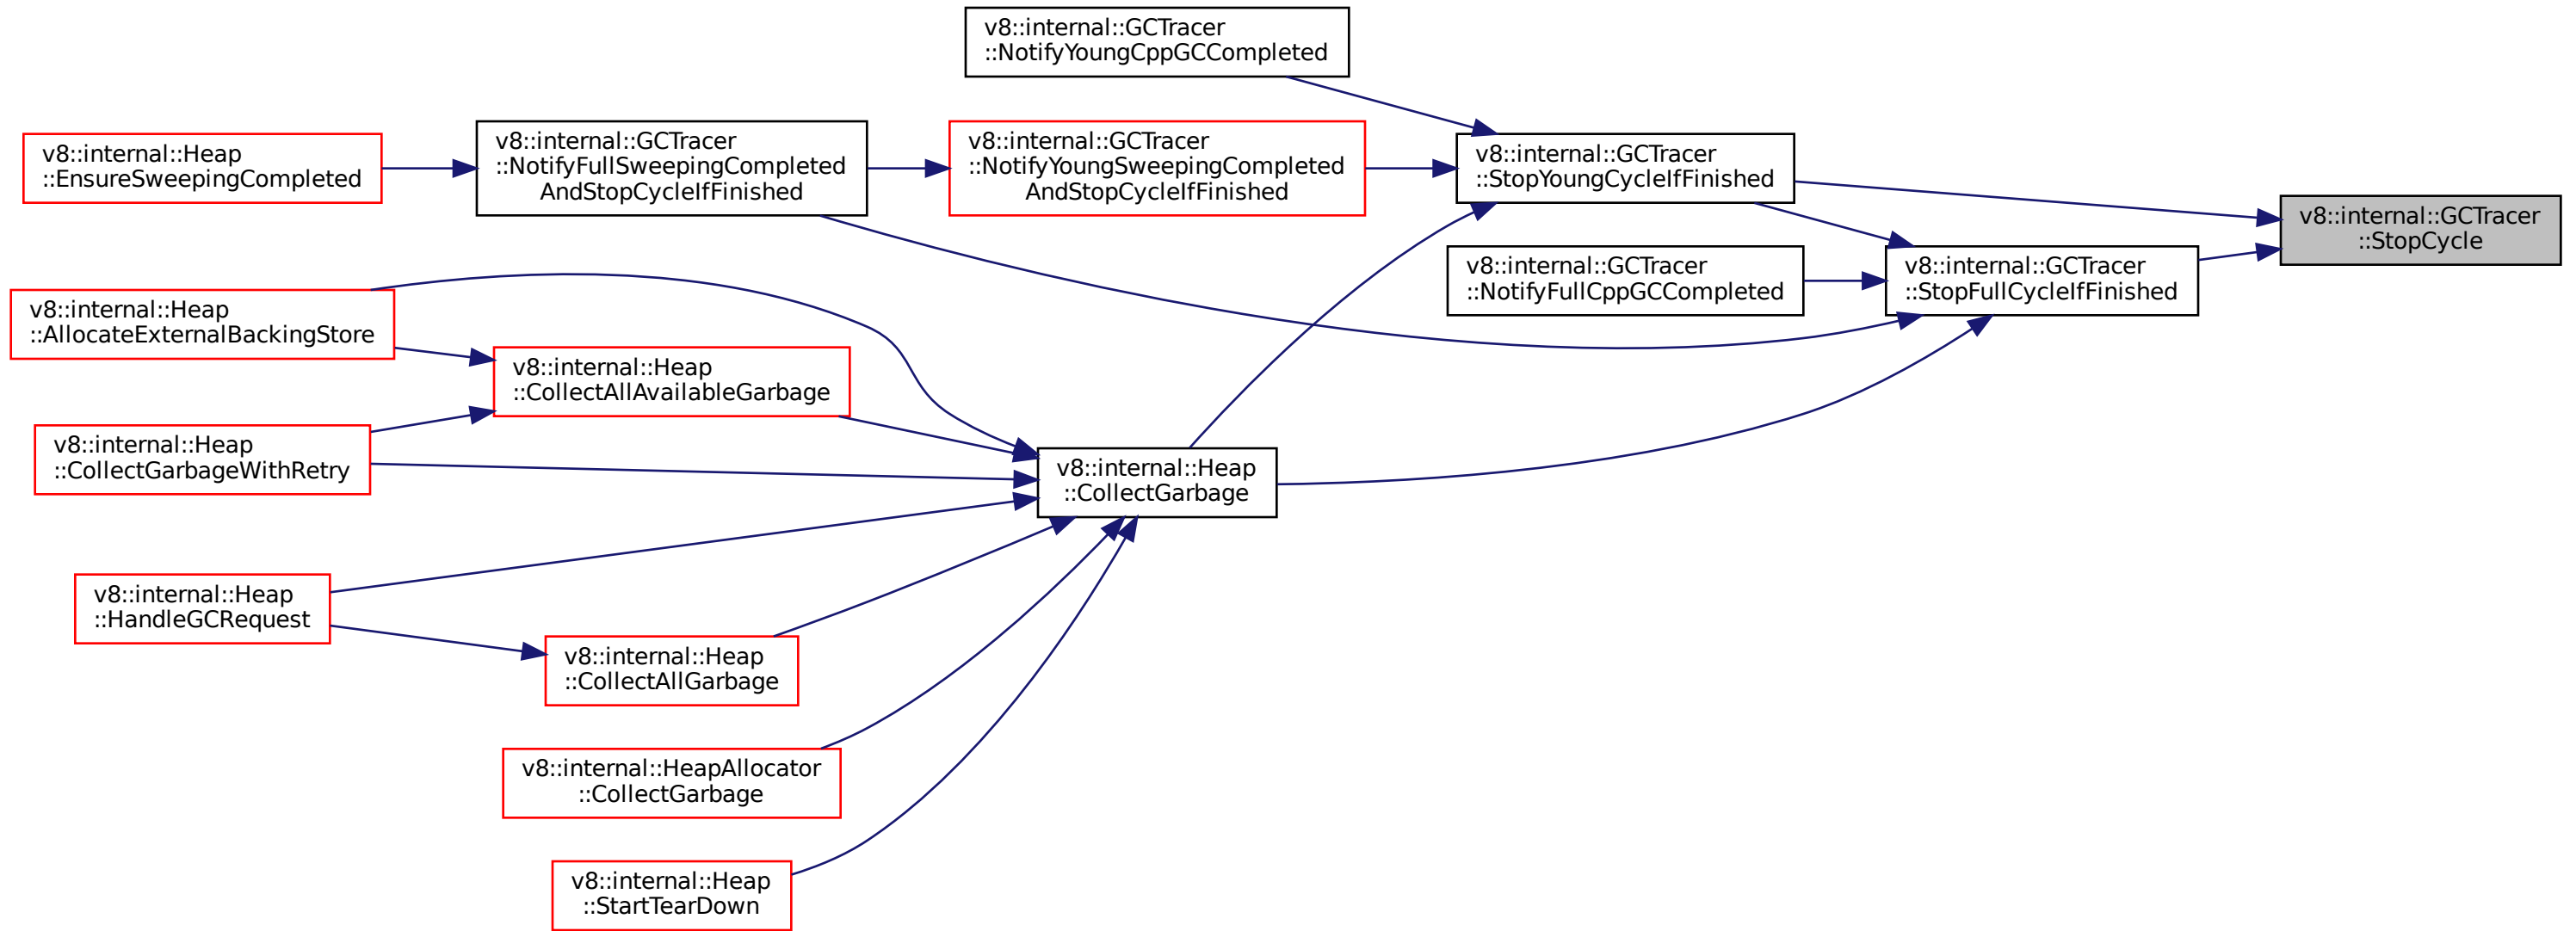 v8::internal::GCTracer
::NotifyYoungCppGCCompleted
v8::internal::Heap
::EnsureSweepingCompleted
v8::internal::GCTracer
::NotifyFullSweepingCompleted
AndStopCycleIfFinished
v8::internal::GCTracer
::NotifyYoungSweepingCompleted
AndStopCycleIfFinished
v8::internal::GCTracer
::StopYoungCycleIfFinished
v8::internal::GCTracer
::StopCycle
v8::internal::GCTracer
::NotifyFullCppGCCompleted
v8::internal::GCTracer
::StopFullCycleIfFinished
v8::internal::Heap
::AllocateExternalBackingStore
v8::internal::Heap
::CollectAllAvailableGarbage
v8::internal::Heap
::CollectGarbageWithRetry
v8::internal::Heap
::CollectGarbage
v8::internal::Heap
::HandleGCRequest
v8::internal::Heap
::CollectAllGarbage
v8::internal::HeapAllocator
::CollectGarbage
v8::internal::Heap
::StartTearDown